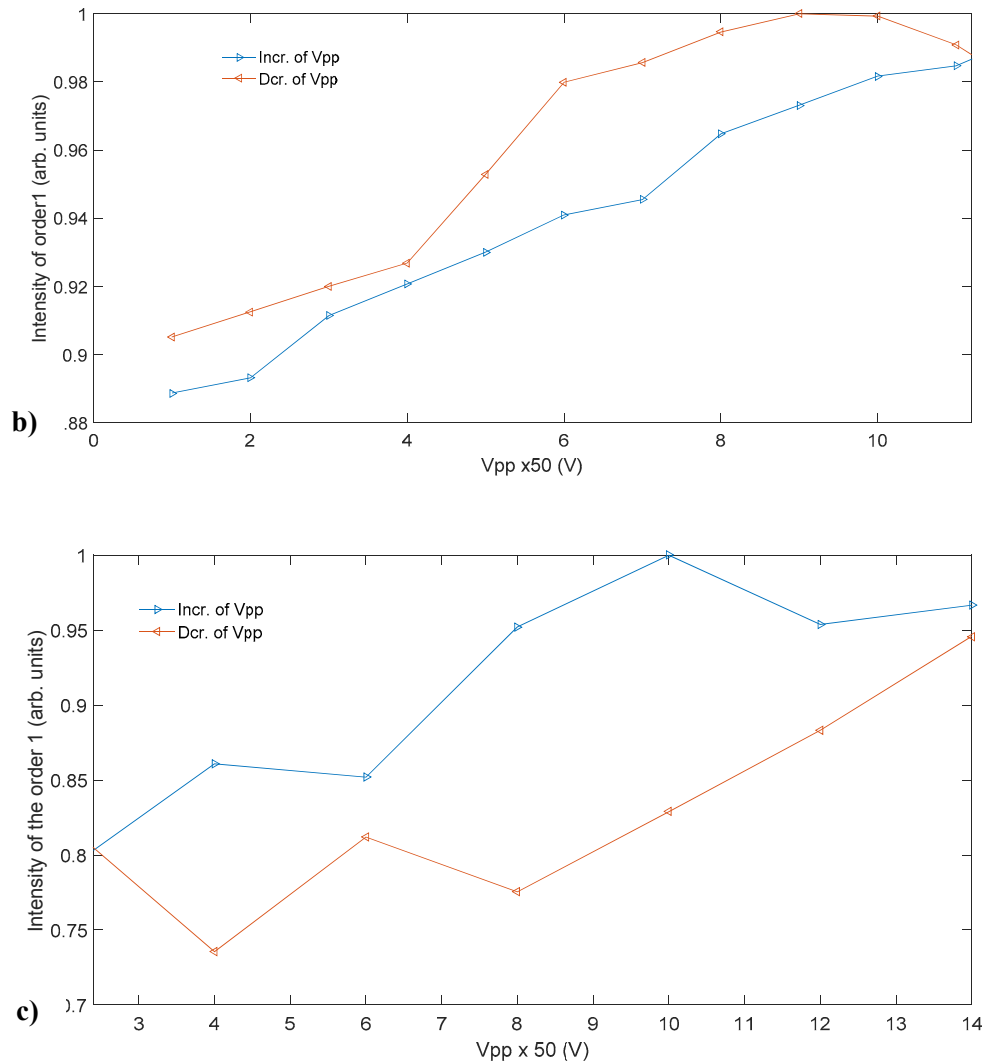 1
0.98
0.96
0.94
0.92
0.9
.88
Intensity of order1 (arb. units)
Incr. of Vpp
Dcr. of Vpp
b)
0 2 4 6 8 10
Vpp x50 (V)
1
0.95
0.9
0.85
0.8
0.75
0.7
Intensity of the order 1 (arb. units)
Incr. of Vpp
Dcr. of Vpp
c)
3 4 5 6 7 8 9 10 11 12 13 14
Vpp x 50 (V)